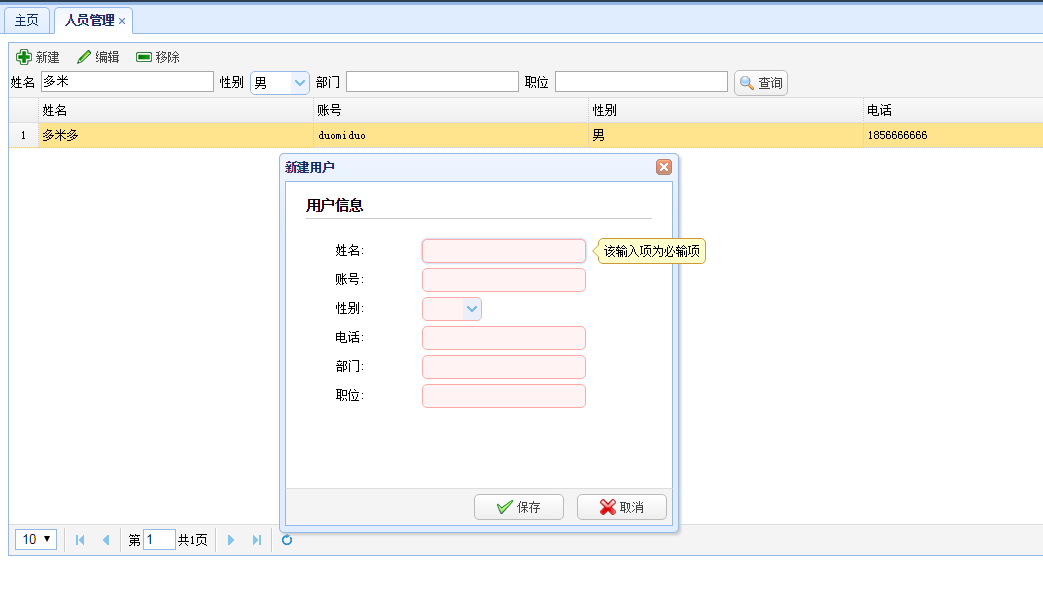 主页 人员管理 ×
新建 编辑 移除
姓名 多米 性别 男 部门 职位 查询
姓名 账号 性别 电话
1 多米多 duomiduo 男 1856666666
新建用户
用户信息
姓名: 该输入项为必输项
账号:
性别:
电话:
部门:
职位:
保存 取消
10 第 1 共1页